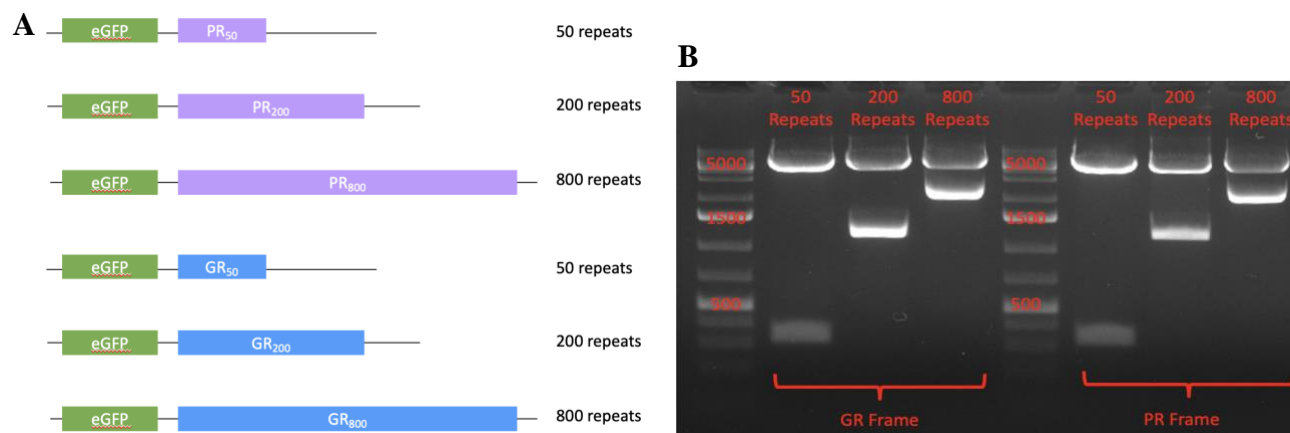 A
eGFP PR50 50 repeats
eGFP PR200 200 repeats
eGFP PR800 800 repeats
eGFP GR50 50 repeats
eGFP GR200 200 repeats
eGFP GR800 800 repeats
B
50 200 800 50 200 800
Repeats Repeats Repeats Repeats Repeats Repeats
5000 5000
1500 1500
500 500
GR Frame PR Frame